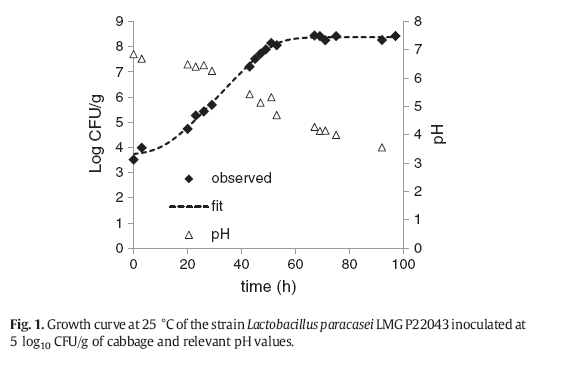 9 8
8 7
7 6
6 5
5 4
4 3
3 2
2 1
1 0
0
Log CFU/g
pH
observed
fit
pH
0 20 40 60 80 100
time (h)
Fig. 1. Growth curve at 25 °C of the strain Lactobacillus paracasei LMG P22043 inoculated at
5 log₁₀ CFU/g of cabbage and relevant pH values.